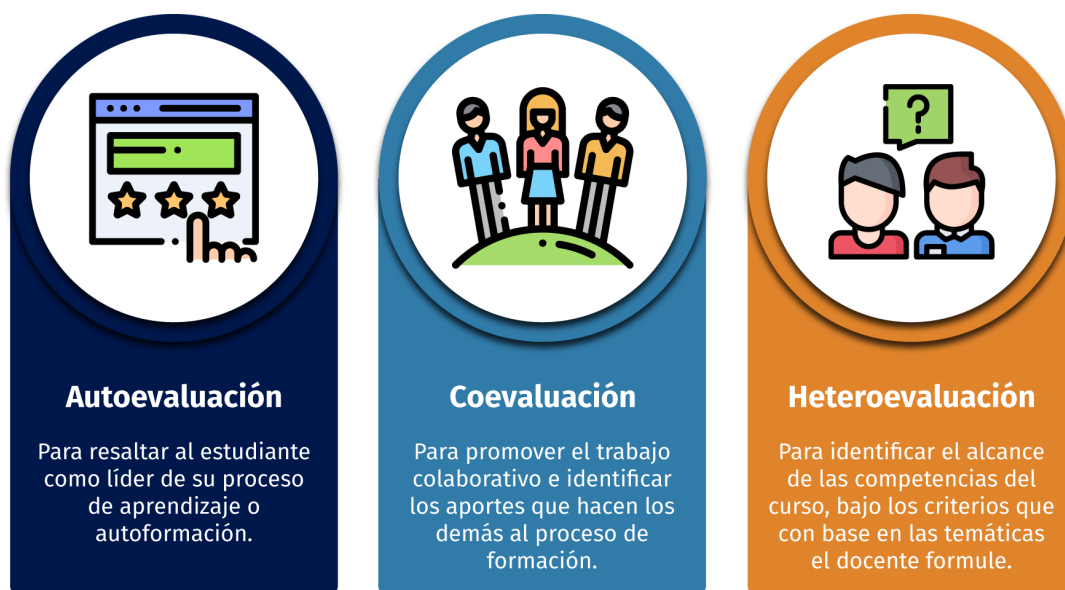 Autoevaluación
Para resaltar al estudiante
como líder de su proceso
de aprendizaje o
autoformación.
Coevaluación
Para promover el trabajo
colaborativo e identificar
los aportes que hacen los
demás al proceso de
formación.
?
Heteroevaluación
Para identificar el alcance
de las competencias del
curso, bajo los criterios que
con base en las temáticas
el docente formule.